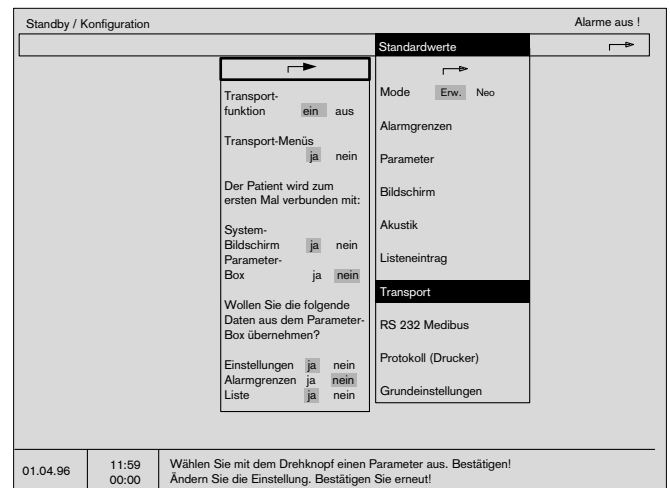 Standby / Konfiguration
Alarme aus !
Standardwerte
Transport-
funktion ein aus
Transport-Menüs
ja nein
Der Patient wird zum
ersten Mal verbunden mit:
System-
Bildschirm ja nein
Parameter-
Box ja nein
Wollen Sie die folgende
Daten aus dem Parameter-
Box übernehmen?
Einstellungen ja nein
Alarmgrenzen ja nein
Liste ja nein
Mode Erw. Neo
Alarmgrenzen
Parameter
Bildschirm
Akustik
Listeneintrag
Transport
RS 232 Medibus
Protokoll (Drucker)
Grundeinstellungen
01.04.96
11:59
00:00
Wählen Sie mit dem Drehknopf einen Parameter aus. Bestätigen!
Ändern Sie die Einstellung. Bestätigen Sie erneut!